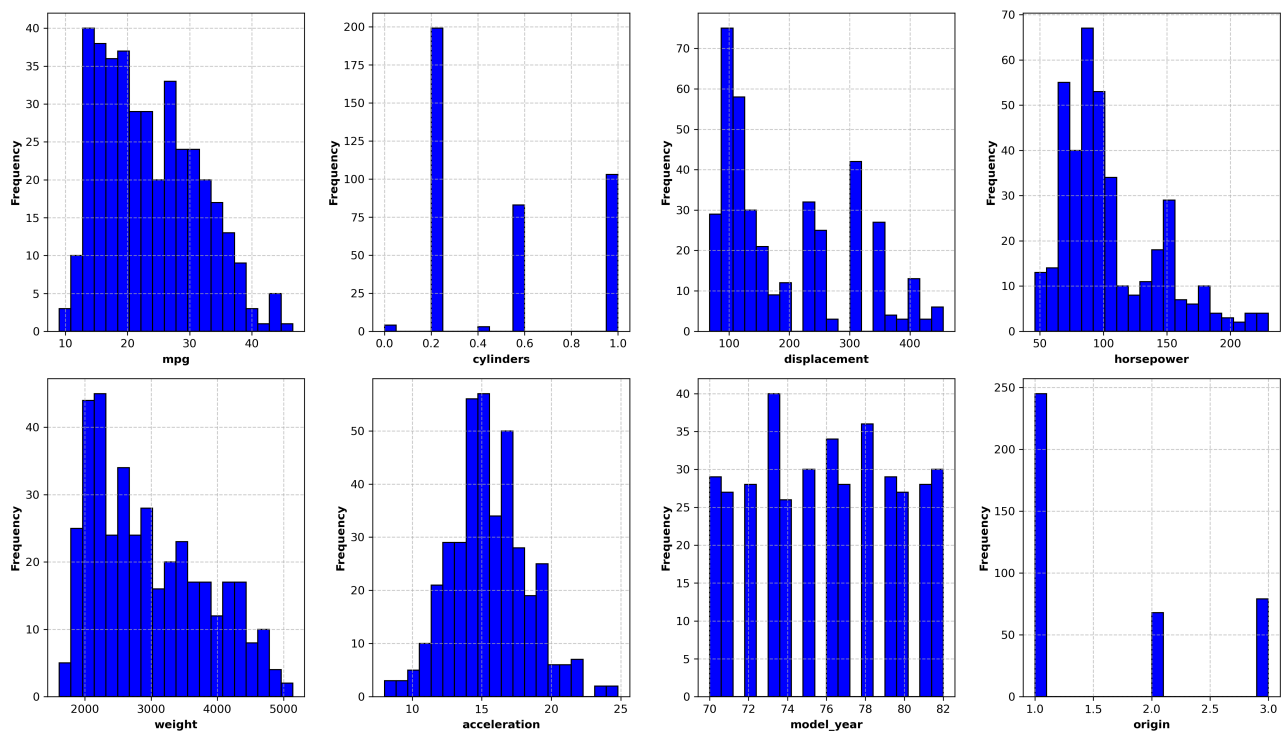 Frequency
40
35
30
25
20
15
10
5
0
10 20 30 40
mpg
Frequency
200
175
150
125
100
75
50
25
0
0.0 0.2 0.4 0.6 0.8 1.0
cylinders
Frequency
70
60
50
40
30
20
10
0
100 200 300 400
displacement
Frequency
70
60
50
40
30
20
10
0
50 100 150 200
horsepower
Frequency
40
30
20
10
0
2000 3000 4000 5000
weight
Frequency
50
40
30
20
10
0
10 15 20 25
acceleration
Frequency
40
35
30
25
20
15
10
5
0
70 72 74 76 78 80 82
model_year
Frequency
250
200
150
100
50
0
1.0 1.5 2.0 2.5 3.0
origin